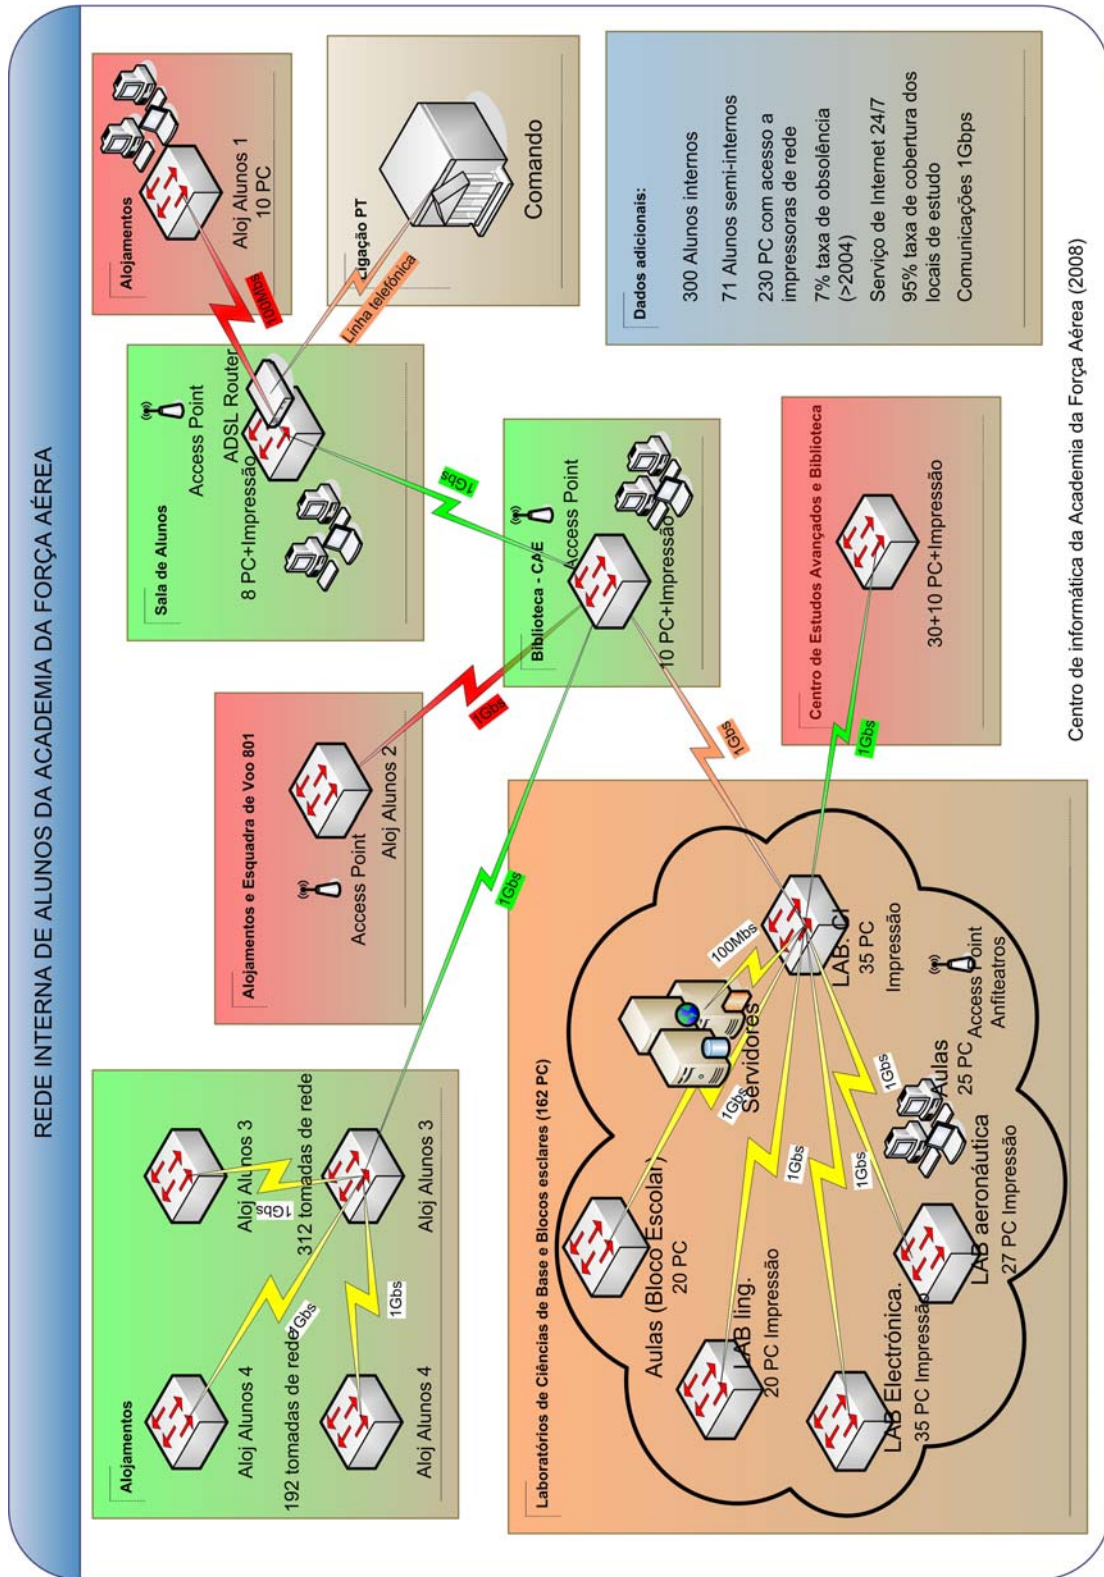 REDE INTERNA DE ALUNOS DA ACADEMIA DA FORÇA AÉREA
Alojamentos
Aloj Alunos 3
Aloj Alunos 4
312 tomadas de rede
192 tomadas de rede
Aloj Alunos 3
Aloj Alunos 4
1Gbs
1Gbs
1Gbs
Alojamentos e Esquadra de Voo 801
Access Point
Aloj Alunos 2
Sala de Alunos
Access Point
ADSL Router
8 PC+Impressão
Alojamentos
Aloj Alunos 1
10 PC
100Mbs
Linha telefónica
igação PT
Comando
1Gbs
1Gbs
1Gbs
1Gbs
Biblioteca - CAE
Access Point
10 PC+Impressão
Laboratórios de Ciências de Base e Blocos esclares (162 PC)
Aulas (Bloco Escolar)
20 PC
Servidores
100Mbs
1Gbs
LAB ling.
20 PC Impressão
1Gbs
LAB. CI
35 PC
Impressão
1Gbs
1Gbs
LAB Electrónica.
35 PC Impressão
LAB aeronáutica
27 PC Impressão
Aulas
25 PC
Access Point
Anfiteatros
1Gbs
Centro de Estudos Avançados e Biblioteca
30+10 PC+Impressão
Dados adicionais:
300 Alunos internos
71 Alunos semi-internos
230 PC com acesso a
impressoras de rede
7% taxa de obsolência
(>2004)
Serviço de Internet 24/7
95% taxa de cobertura dos
locais de estudo
Comunicações 1Gbps
Centro de informática da Academia da Força Aérea (2008)